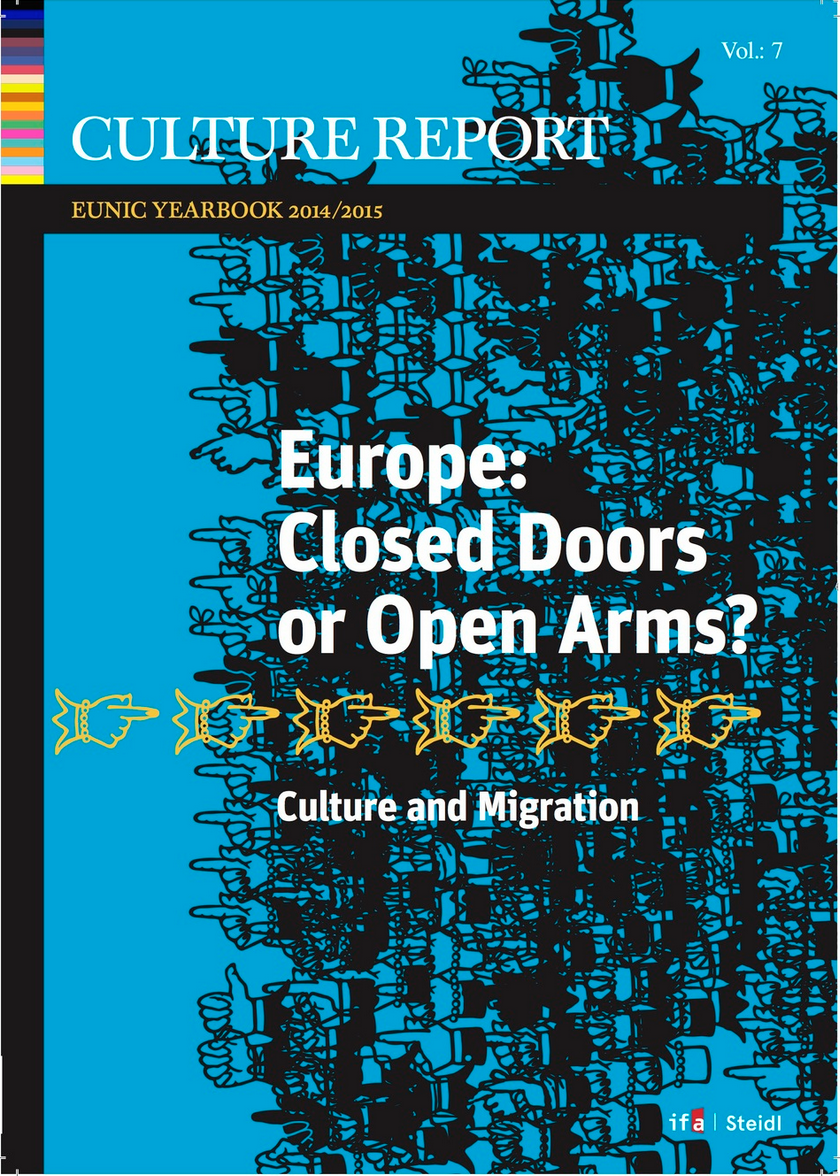 Vol.: 7
CULTURE REPORT
EUNIC YEARBOOK 2014/2015
Europe:
Closed Doors
or Open Arms?
Culture and Migration
ifa | Steidl